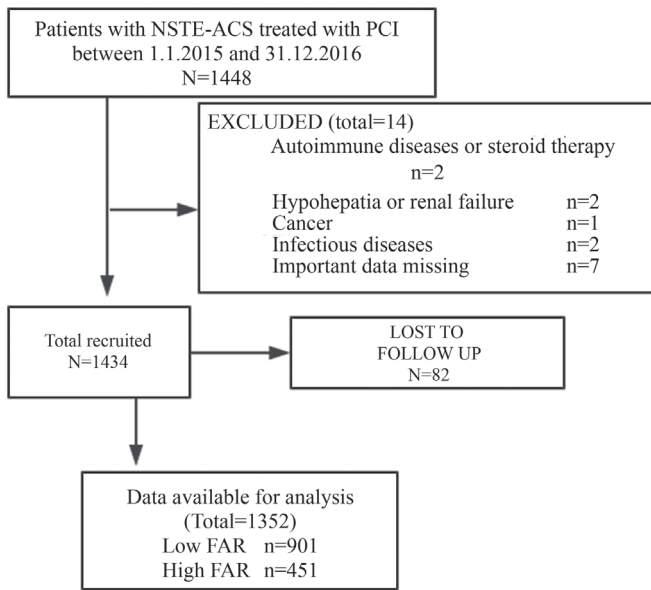 Patients with NSTE-ACS treated with PCI
between 1.1.2015 and 31.12.2016
N=1448
EXCLUDED (total=14)
Autoimmune diseases or steroid therapy
n=2
Hypohepatia or renal failure n=2
Cancer n=1
Infectious diseases n=2
Important data missing n=7
Total recruited
N=1434
LOST TO
FOLLOW UP
N=82
Data available for analysis
(Total=1352)
Low FAR n=901
High FAR n=451